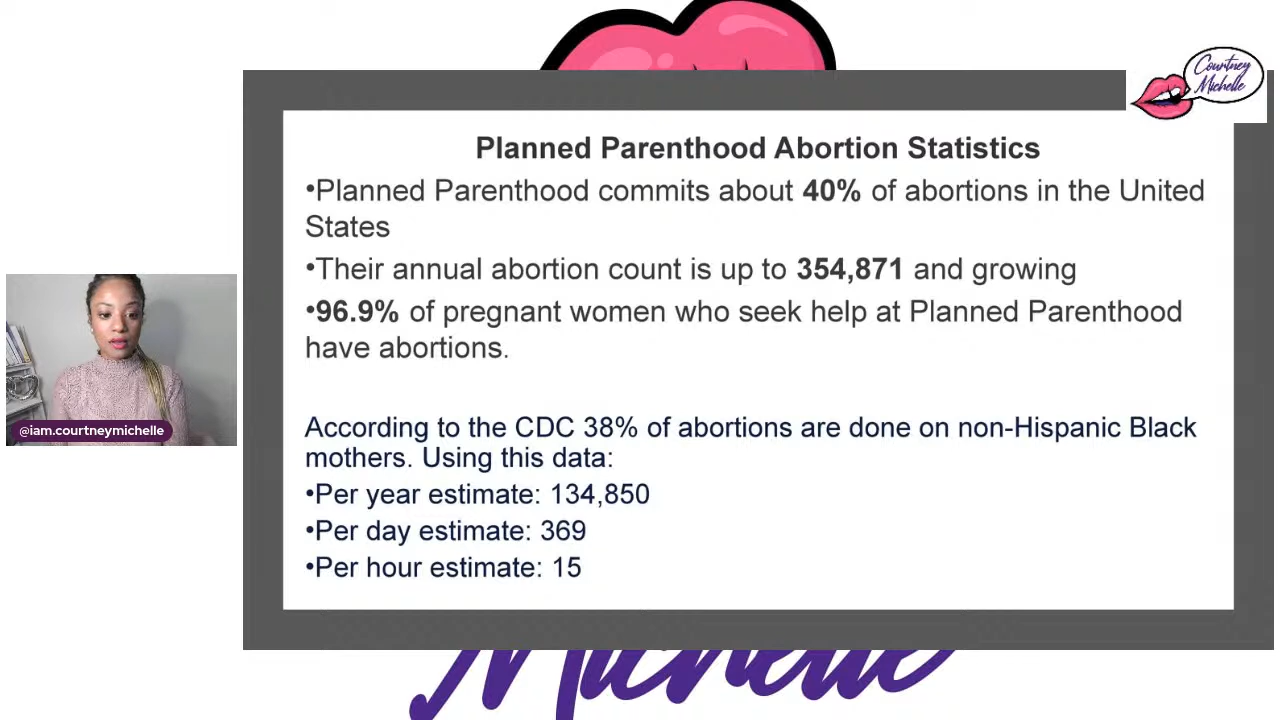 Courtney
Michelle
Planned Parenthood Abortion Statistics
•Planned Parenthood commits about 40% of abortions in the United
States
•Their annual abortion count is up to 354,871 and growing
•96.9% of pregnant women who seek help at Planned Parenthood
have abortions.
According to the CDC 38% of abortions are done on non-Hispanic Black
mothers. Using this data:
•Per year estimate: 134,850
•Per day estimate: 369
•Per hour estimate: 15
@iam.courtneymichelle
Michelle